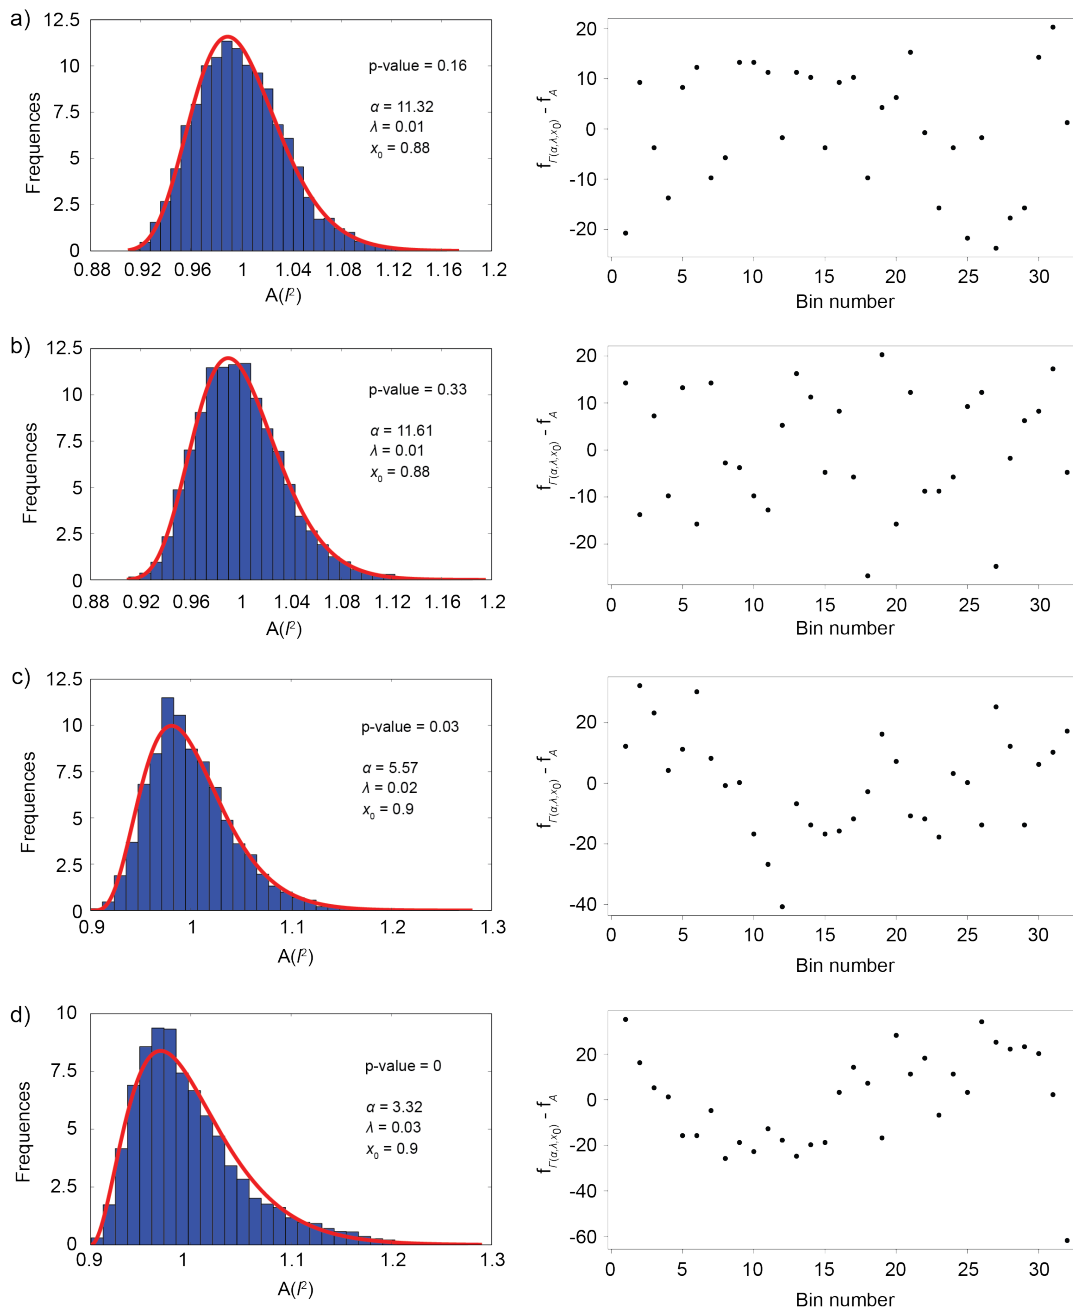 a)
12.5
10
7.5
5
2.5
0
Frequences
0.88 0.92 0.96 1 1.04 1.08 1.12 1.16 1.2
A(l²)
p-value = 0.16
α = 11.32
λ = 0.01
x₀ = 0.88
20
10
0
-10
-20
f_Γ(α,λ,x₀) - f_A
0 5 10 15 20 25 30
Bin number
b)
12.5
10
7.5
5
2.5
0
Frequences
0.88 0.92 0.96 1 1.04 1.08 1.12 1.16 1.2
A(l²)
p-value = 0.33
α = 11.61
λ = 0.01
x₀ = 0.88
20
10
0
-10
-20
f_Γ(α,λ,x₀) - f_A
0 5 10 15 20 25 30
Bin number
c)
12.5
10
7.5
5
2.5
0
Frequences
0.9 1 1.1 1.2 1.3
A(l²)
p-value = 0.03
α = 5.57
λ = 0.02
x₀ = 0.9
20
0
-20
-40
f_Γ(α,λ,x₀) - f_A
0 5 10 15 20 25 30
Bin number
d)
10
7.5
5
2.5
0
Frequences
0.9 1 1.1 1.2 1.3
A(l²)
p-value = 0
α = 3.32
λ = 0.03
x₀ = 0.9
20
0
-20
-40
-60
f_Γ(α,λ,x₀) - f_A
0 5 10 15 20 25 30
Bin number